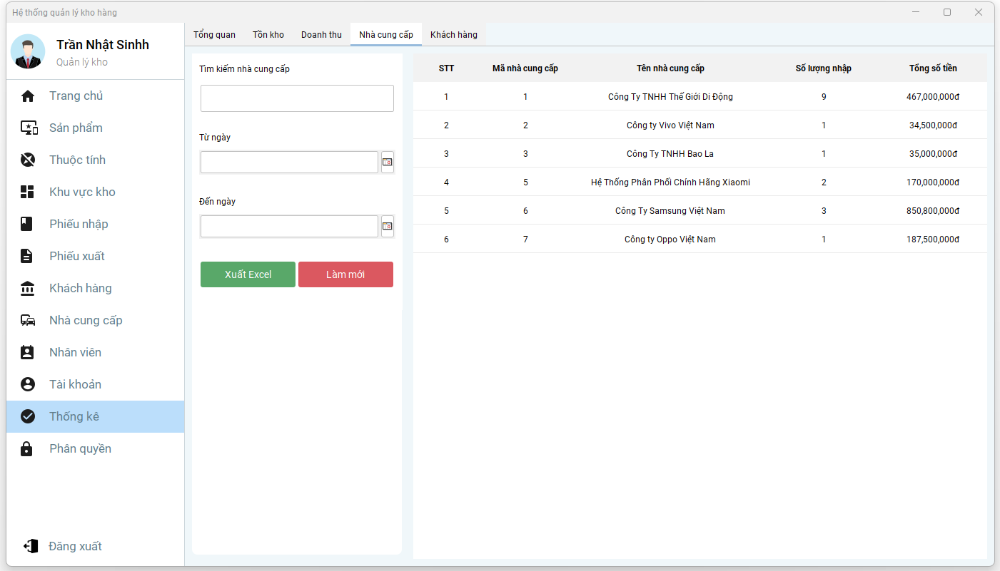 Hệ thống quản lý kho hàng
Trần Nhật Sinhh
Quản lý kho
Trang chủ
Sản phẩm
Thuộc tính
Khu vực kho
Phiếu nhập
Phiếu xuất
Khách hàng
Nhà cung cấp
Nhân viên
Tài khoản
Thống kê
Phân quyền
Đăng xuất
Tổng quan Tồn kho Doanh thu Nhà cung cấp Khách hàng
Tìm kiếm nhà cung cấp
Từ ngày
Đến ngày
Xuất Excel Làm mới
STT Mã nhà cung cấp Tên nhà cung cấp Số lượng nhập Tổng số tiền
1 1 Công Ty TNHH Thế Giới Di Động 9 467,000,000đ
2 2 Công ty Vivo Việt Nam 1 34,500,000đ
3 3 Công Ty TNHH Bao La 1 35,000,000đ
4 5 Hệ Thống Phân Phối Chính Hãng Xiaomi 2 170,000,000đ
5 6 Công Ty Samsung Việt Nam 3 850,800,000đ
6 7 Công ty Oppo Việt Nam 1 187,500,000đ